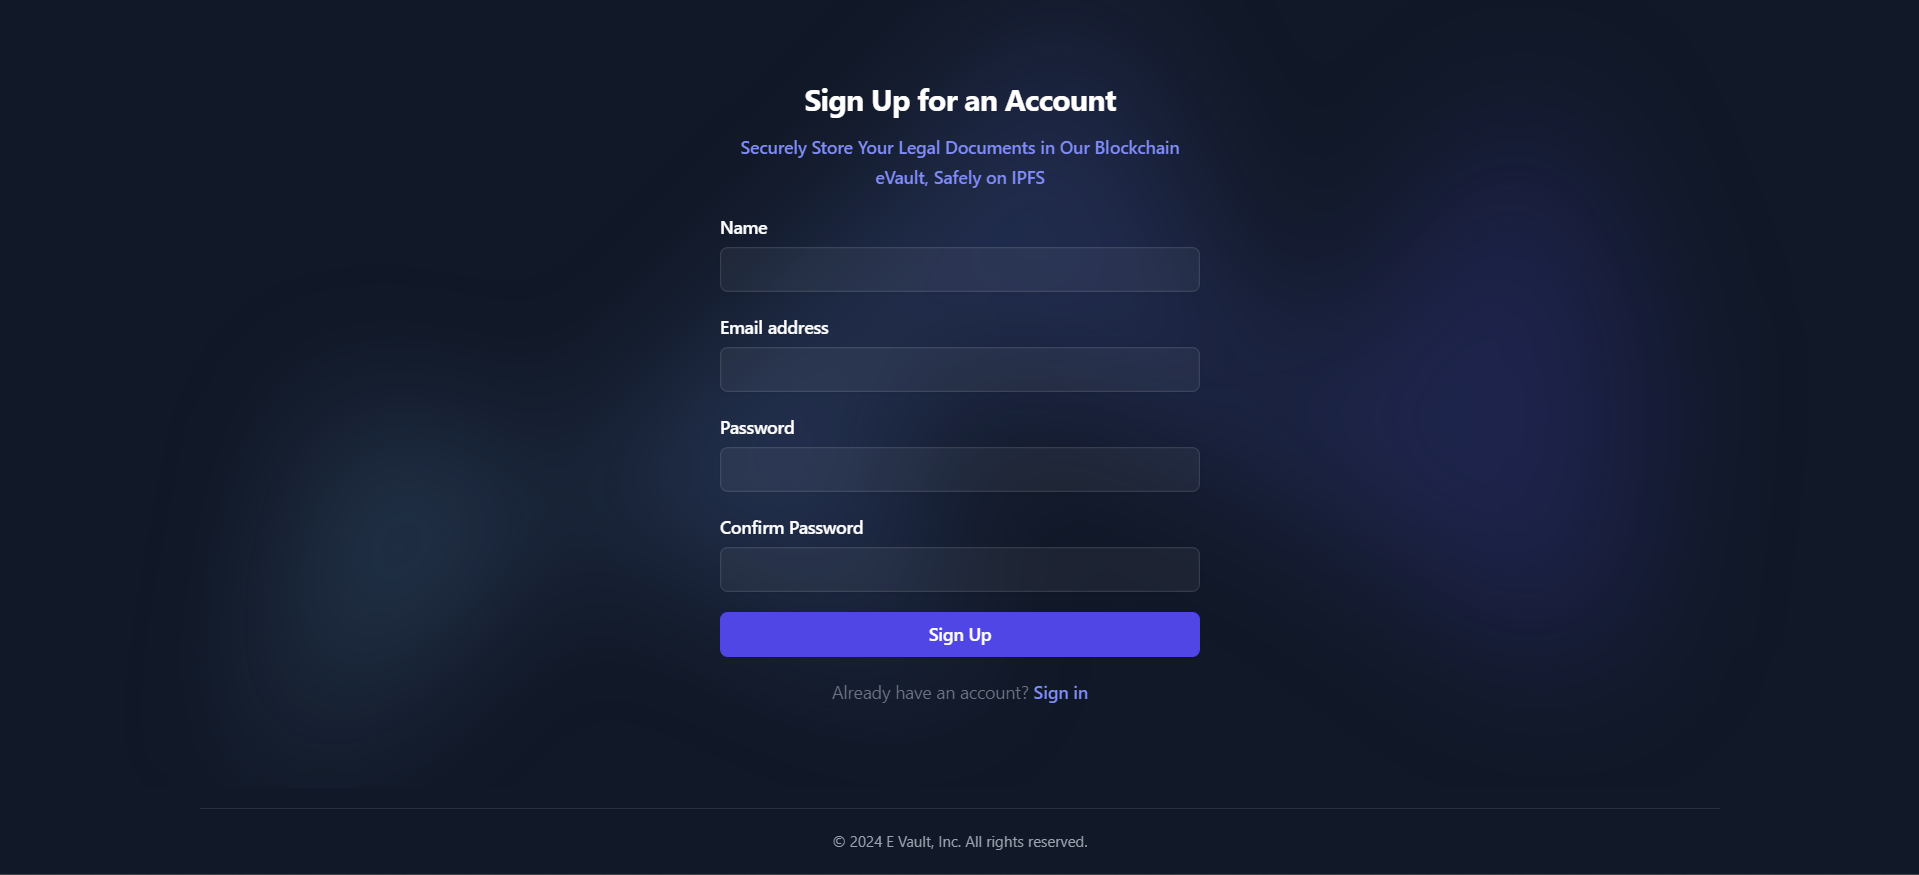 Sign Up for an Account
Securely Store Your Legal Documents in Our Blockchain
eVault, Safely on IPFS
Name
Email address
Password
Confirm Password
Sign Up
Already have an account? Sign in
© 2024 E Vault, Inc. All rights reserved.